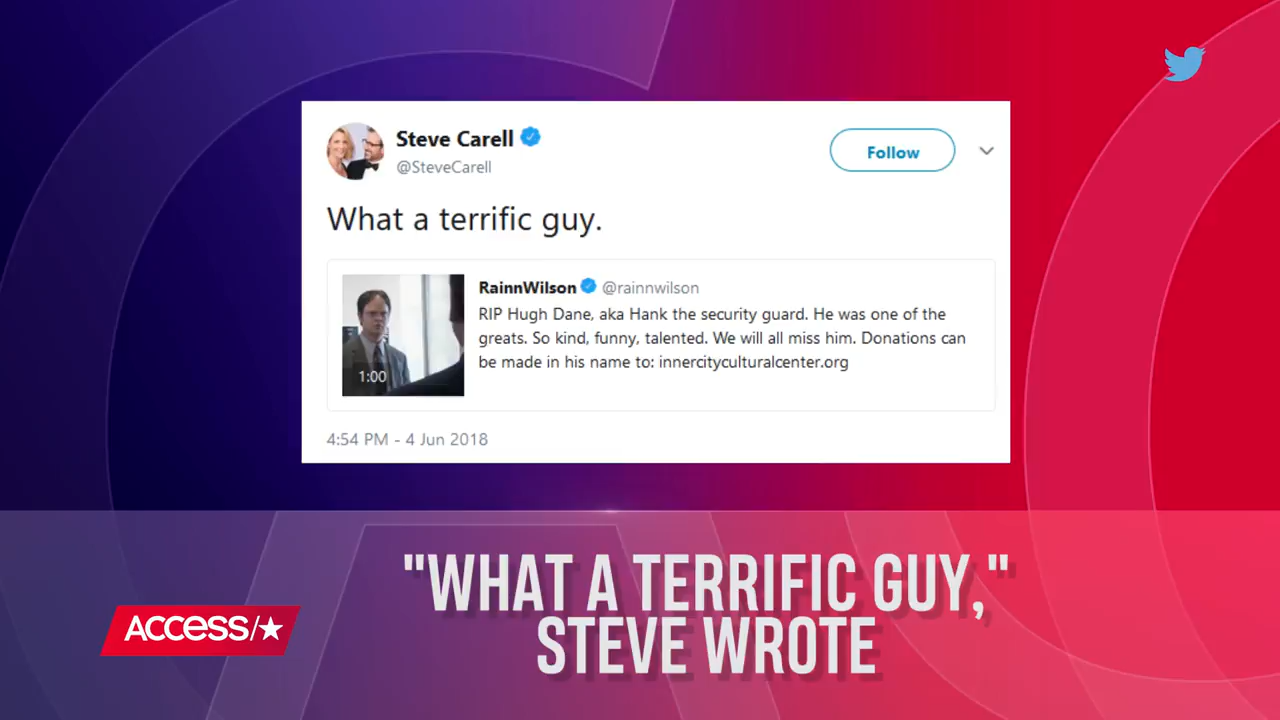 Steve Carell
@SteveCarell
Follow
What a terrific guy.
RainnWilson @rainnwilson
RIP Hugh Dane, aka Hank the security guard. He was one of the
greats. So kind, funny, talented. We will all miss him. Donations can
be made in his name to: innercityculturalcenter.org
1:00
4:54 PM - 4 Jun 2018
"WHAT A TERRIFIC GUY,"
STEVE WROTE
ACCESS/★